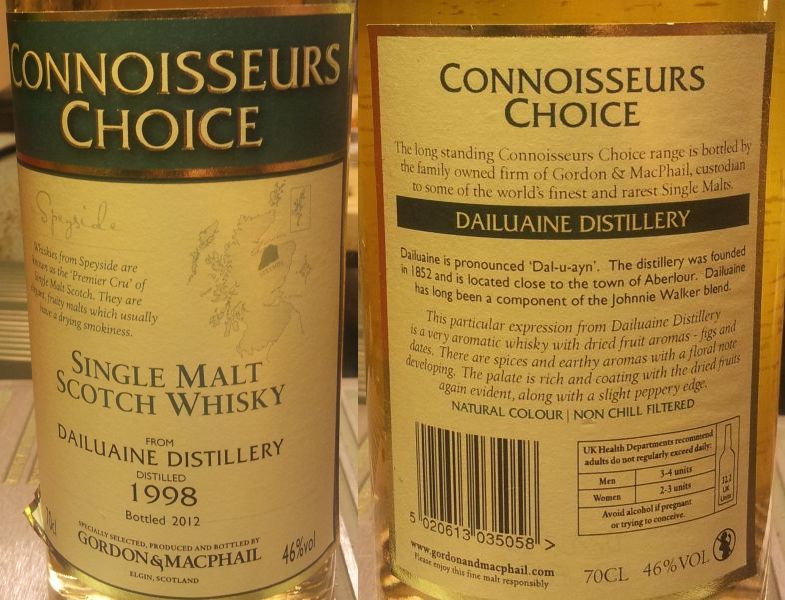 CONNOISSEURS
CHOICE
Speyside
Whiskies from Speyside are
known as the 'Premier Cru' of
Single Malt Scotch. They are
elegant, fruity malts which usually
have a drying smokiness.
SINGLE MALT
SCOTCH WHISKY
FROM
DAILUAINE DISTILLERY
DISTILLED
1998
Bottled 2012
70cl
SPECIALLY SELECTED, PRODUCED AND BOTTLED BY
GORDON & MACPHAIL
46%vol
ELGIN, SCOTLAND
CONNOISSEURS
CHOICE
The long standing Connoisseurs Choice range is bottled by
the family owned firm of Gordon & MacPhail, custodian
to some of the world's finest and rarest Single Malts.
DAILUAINE DISTILLERY
Dailuaine is pronounced 'Dal-u-ayn'. The distillery was founded
in 1852 and is located close to the town of Aberlour. Dailuaine
has long been a component of the Johnnie Walker blend.
This particular expression from Dailuaine Distillery
is a very aromatic whisky with dried fruit aromas - figs and
dates. There are spices and earthy aromas with a floral note
developing. The palate is rich and coating with the dried fruits
again evident, along with a slight peppery edge.
NATURAL COLOUR | NON CHILL FILTERED
UK Health Departments recommend
adults do not regularly exceed daily:
Men 3-4 units
Women 2-3 units
Avoid alcohol if pregnant
or trying to conceive.
32.2
UK
Units
5 020613 035058 >
www.gordonandmacphail.com
Please enjoy this fine malt responsibly
70CL 46%VOL